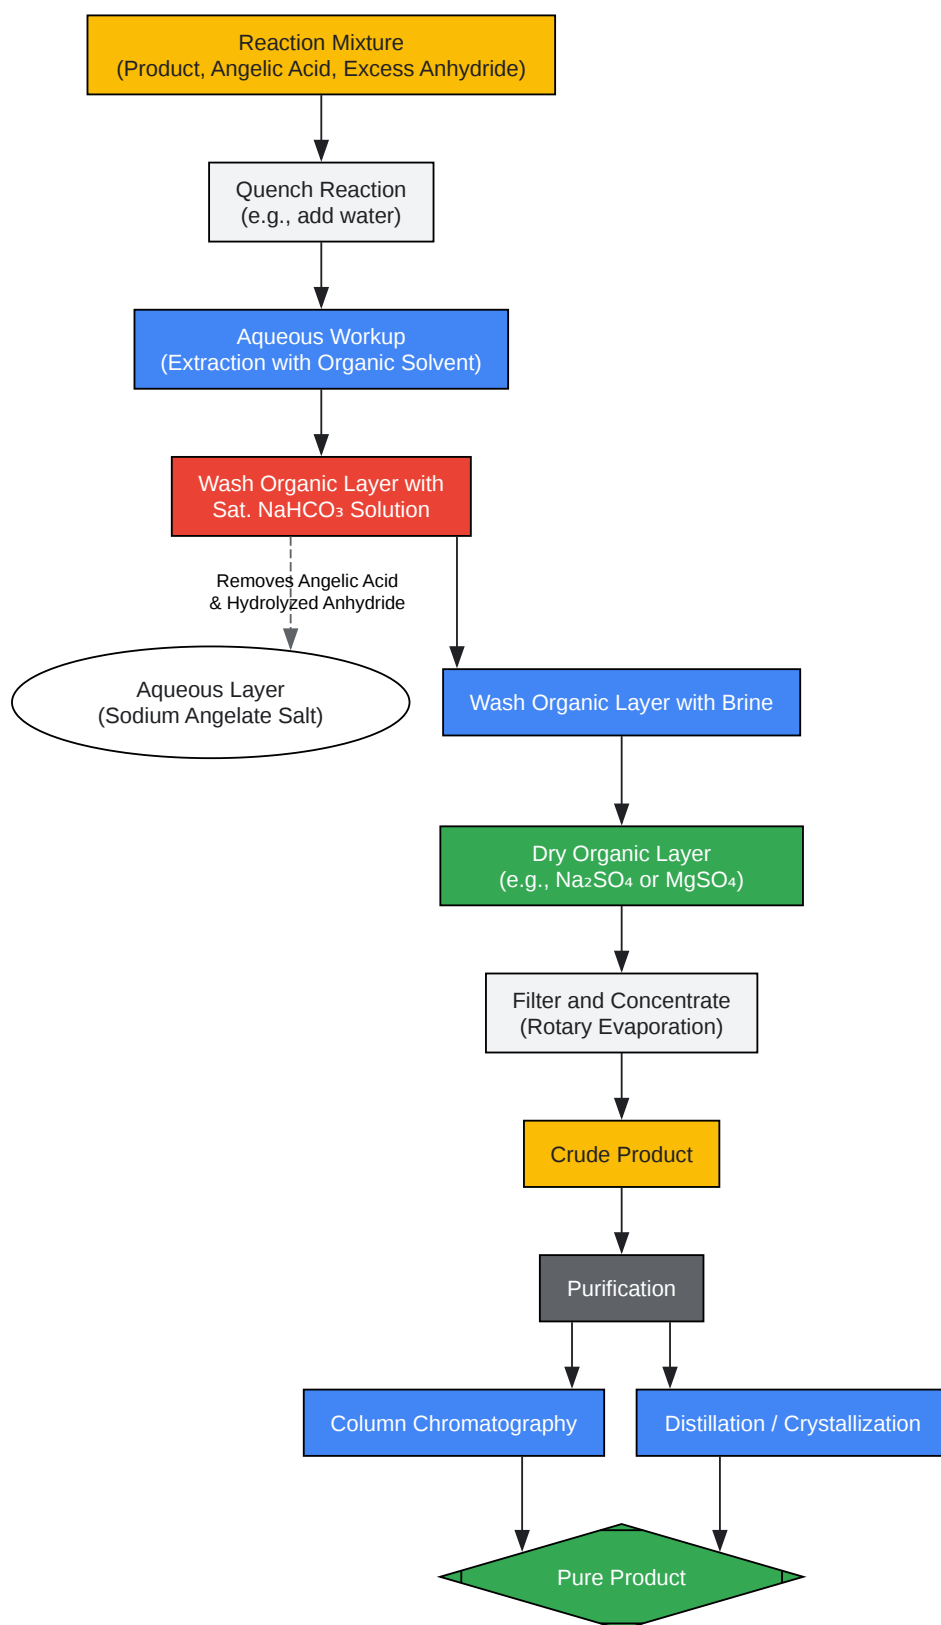 Reaction Mixture
(Product, Angelic Acid, Excess Anhydride)
Quench Reaction
(e.g., add water)
Aqueous Workup
(Extraction with Organic Solvent)
Wash Organic Layer with
Sat. NaHCO₃ Solution
Removes Angelic Acid
& Hydrolyzed Anhydride
Aqueous Layer
(Sodium Angelate Salt)
Wash Organic Layer with Brine
Dry Organic Layer
(e.g., Na₂SO₄ or MgSO₄)
Filter and Concentrate
(Rotary Evaporation)
Crude Product
Purification
Column Chromatography
Distillation / Crystallization
Pure Product